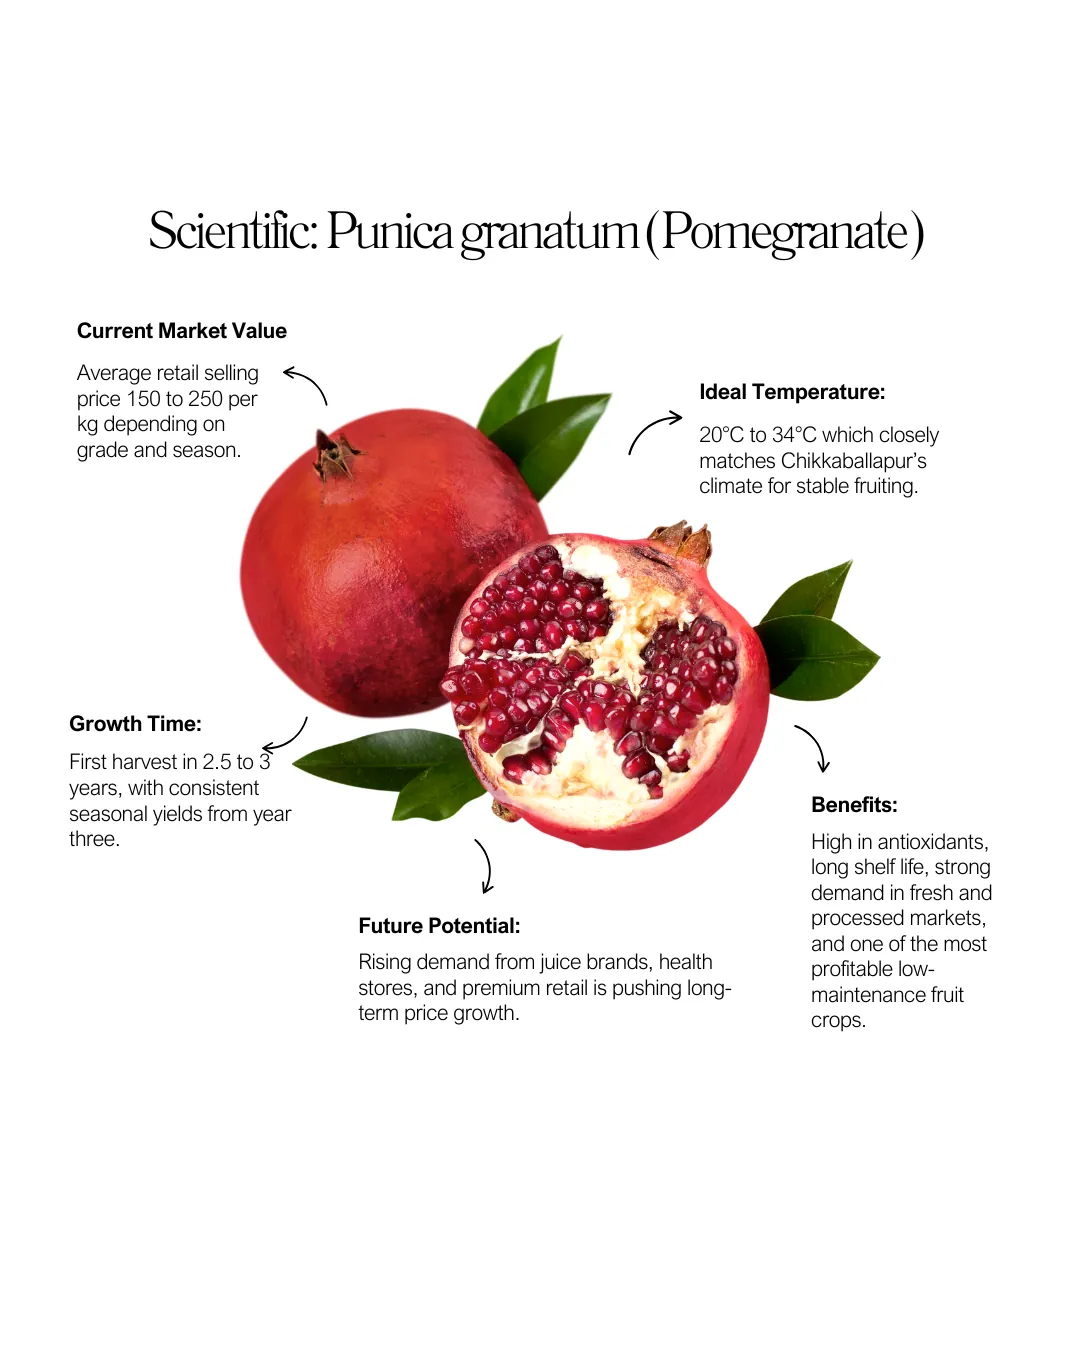 Scientific: Punica granatum (Pomegranate)
Current Market Value
Average retail selling
price 150 to 250 per
kg depending on
grade and season.
Ideal Temperature:
20°C to 34°C which closely
matches Chikkaballapur’s
climate for stable fruiting.
Growth Time:
First harvest in 2.5 to 3
years, with consistent
seasonal yields from year
three.
Benefits:
High in antioxidants,
long shelf life, strong
demand in fresh and
processed markets,
and one of the most
profitable low-
maintenance fruit
crops.
Future Potential:
Rising demand from juice brands, health
stores, and premium retail is pushing long-
term price growth.